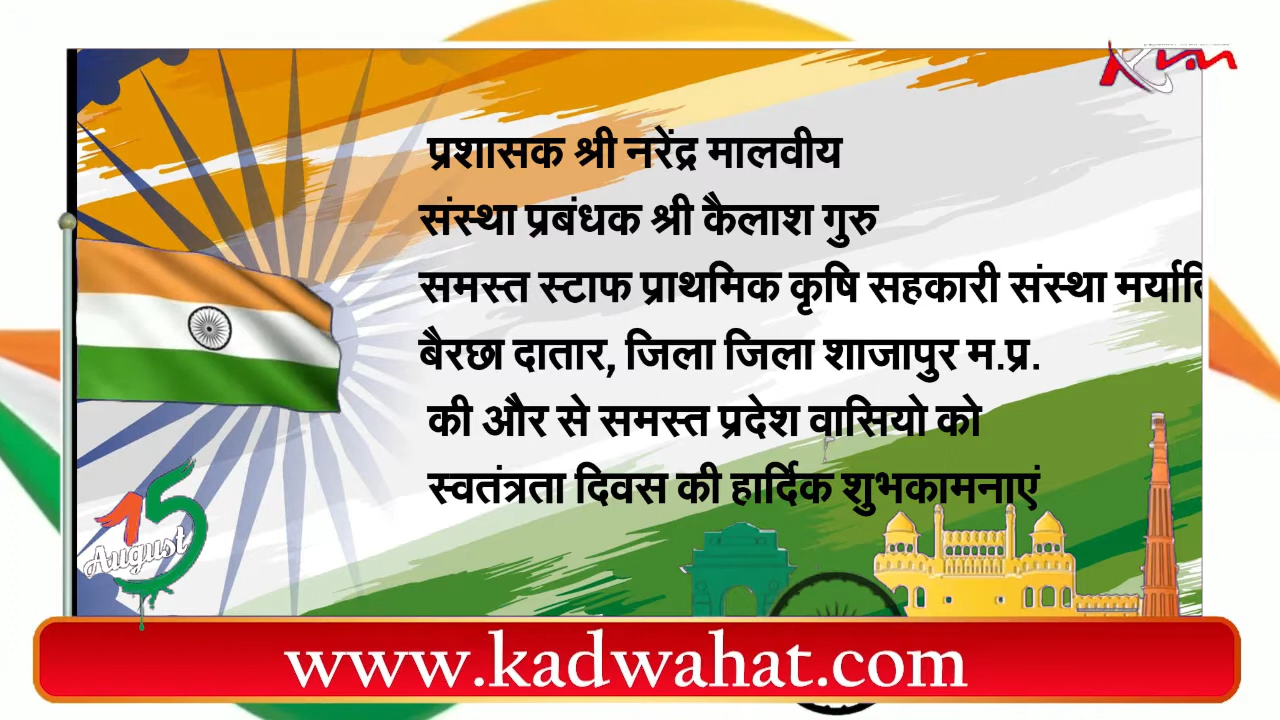 प्रशासक श्री नरेंद्र मालवीय
संस्था प्रबंधक श्री कैलाश गुरु
समस्त स्टाफ प्राथमिक कृषि सहकारी संस्था
बैरछा दातार, जिला जिला शाजापुर म.प्र.
की और से समस्त प्रदेश वासियो को
स्वतंत्रता दिवस की हार्दिक शुभकामनाएं
15
August
www.kadwahat.com